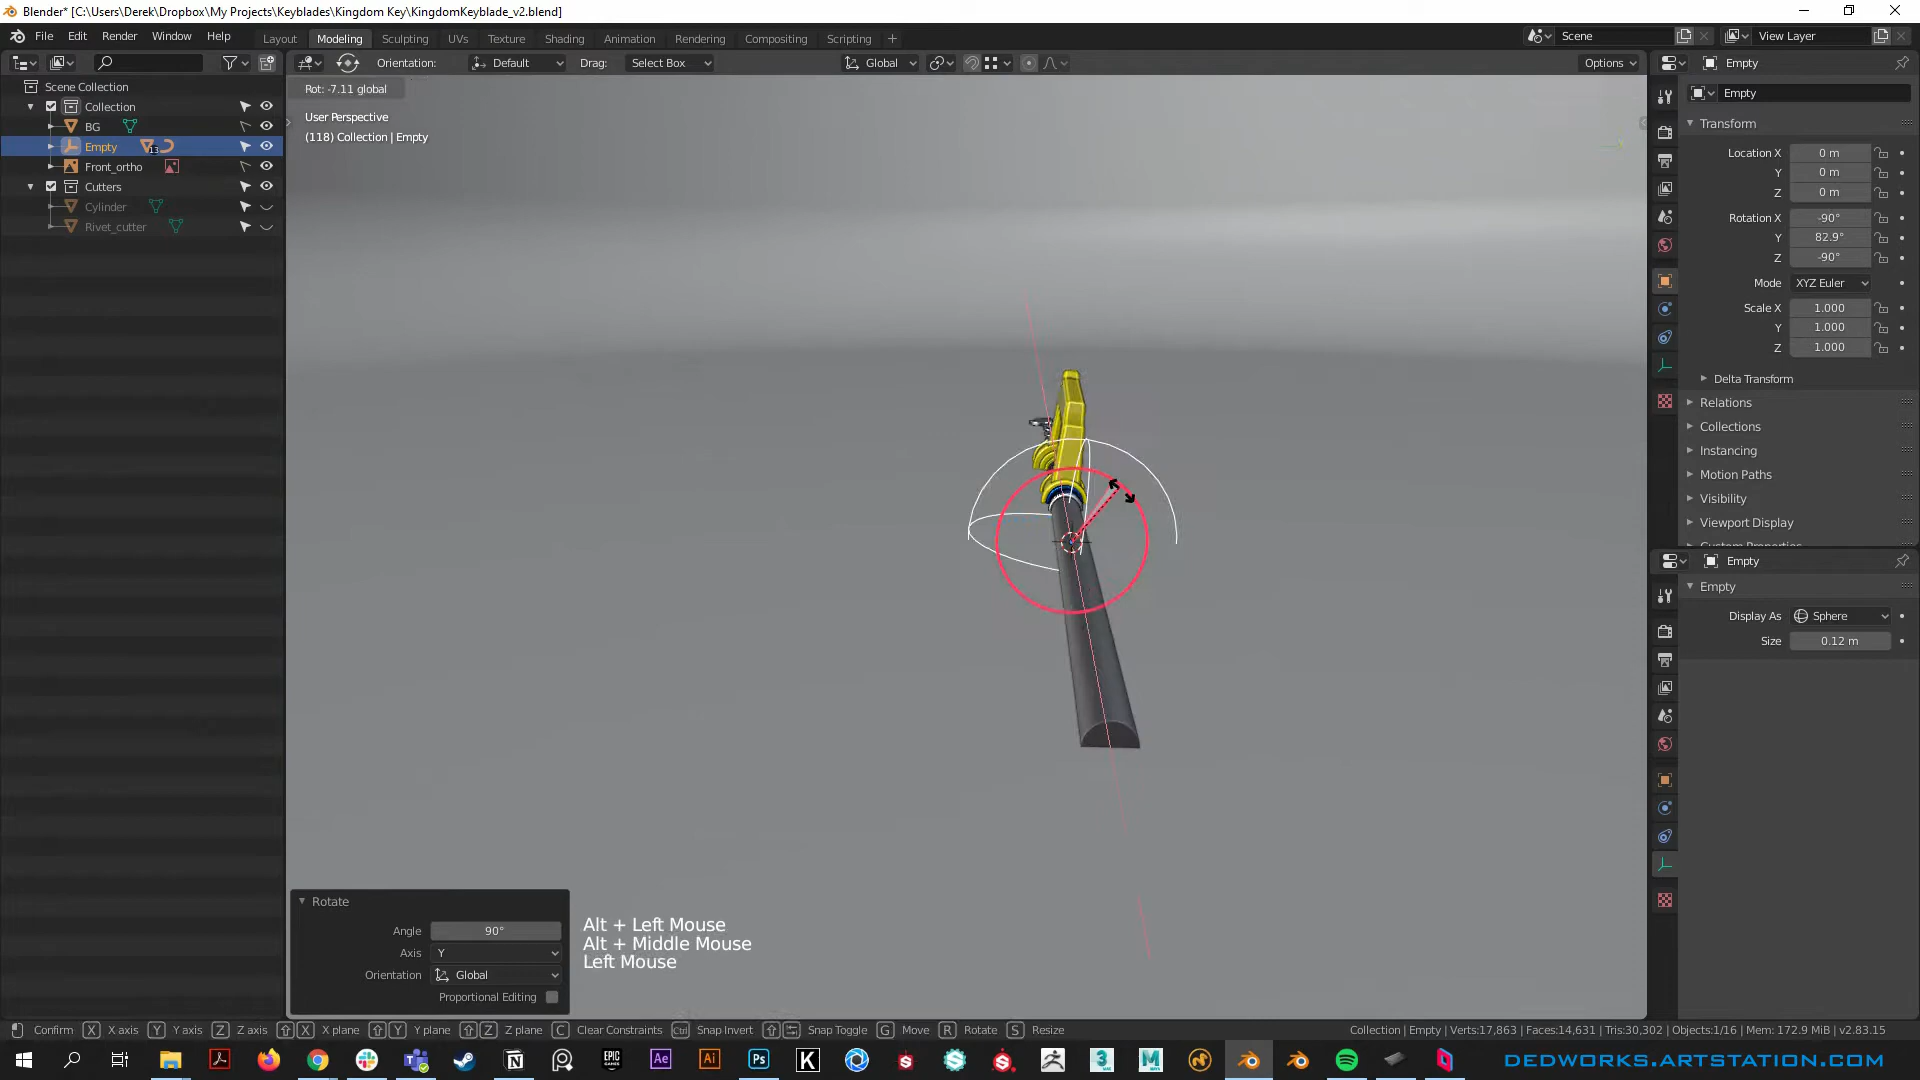 Blender* [C:\Users\Derek\Dropbox\My Projects\Keyblades\Kingdom Key\KingdomKeyblade_v2.blend]
File Edit Render Window Help Layout Modeling Sculpting UVs Texture Shading Animation Rendering Compositing Scripting + Scene View Layer
Orientation: Default Drag: Select Box Global Options Empty
Scene Collection
Collection
BG
Empty 13
Front_ortho
Cutters
Cylinder
Rivet_cutter
Rot: -7.11 global
User Perspective
(118) Collection | Empty
Empty
Transform
Location X 0 m
Y 0 m
Z 0 m
Rotation X -90°
Y 82.9°
Z -90°
Mode XYZ Euler
Scale X 1.000
Y 1.000
Z 1.000
Delta Transform
Relations
Collections
Instancing
Motion Paths
Visibility
Viewport Display
Custom Properties
Empty
Empty
Display As Sphere
Size 0.12 m
Rotate
Angle 90°
Axis Y
Orientation Global
Proportional Editing
Alt + Left Mouse
Alt + Middle Mouse
Left Mouse
Confirm X X axis Y Y axis Z Z axis X X plane Y Y plane Z Z plane C Clear Constraints Ctrl Snap Invert Snap Toggle G Move R Rotate S Resize Collection | Empty | Verts:17,863 | Faces:14,631 | Tris:30,302 | Objects:1/16 | Mem: 172.9 MiB | v2.83.15
DEDWORKS.ARTSTATION.COM